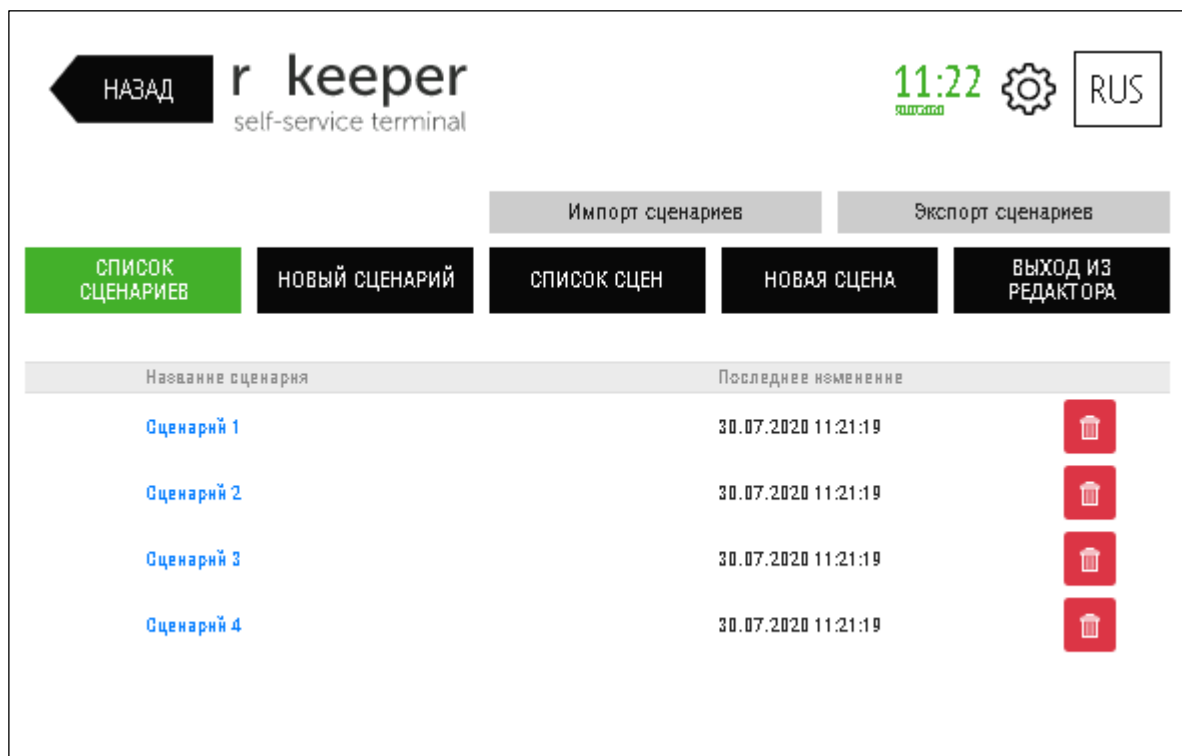 НАЗАД
r keeper
self-service terminal
11:22
RUS
Импорт сценариев
Экспорт сценариев
СПИСОК
СЦЕНАРИЕВ
НОВЫЙ СЦЕНАРИЙ
СПИСОК СЦЕН
НОВАЯ СЦЕНА
ВЫХОД ИЗ
РЕДАКТОРА
Название сценария
Последнее изменение
Сценарий 1
30.07.2020 11:21:19
Сценарий 2
30.07.2020 11:21:19
Сценарий 3
30.07.2020 11:21:19
Сценарий 4
30.07.2020 11:21:19